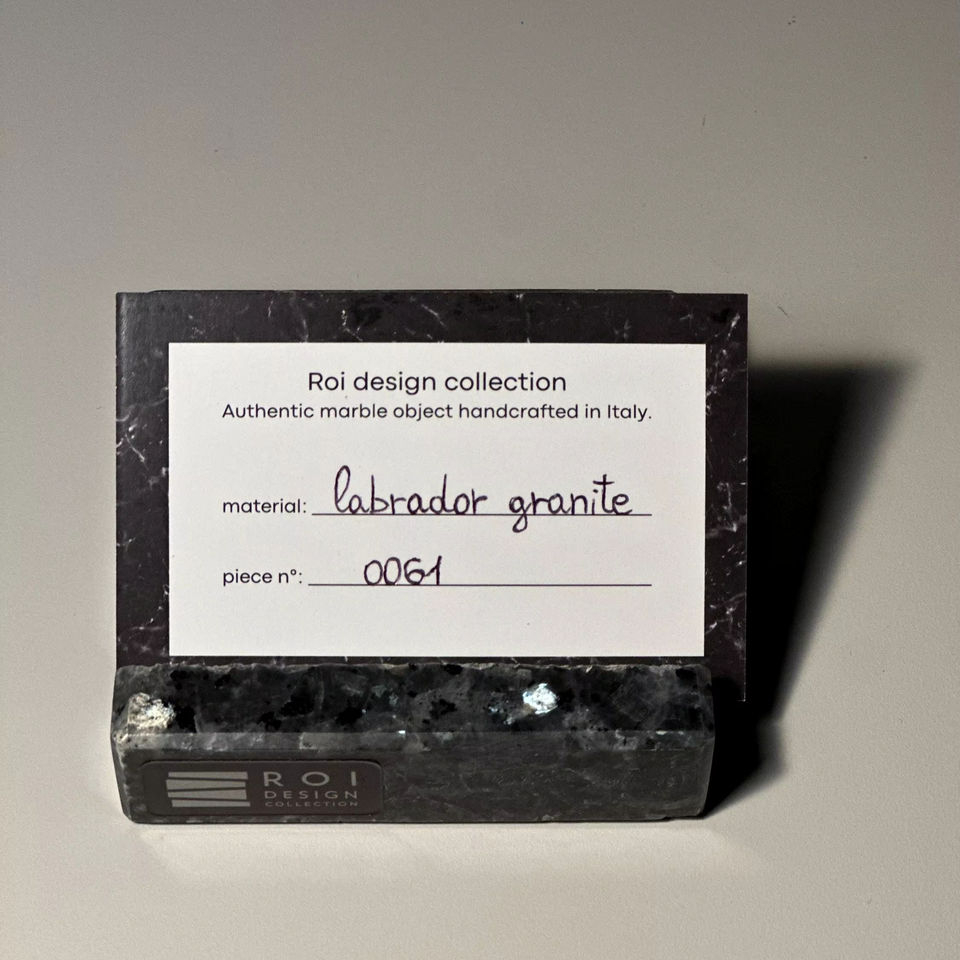 Roi design collection
Authentic marble object handcrafted in Italy.
material: labrador granite
piece n°: 0061
ROI
DESIGN
COLLECTION